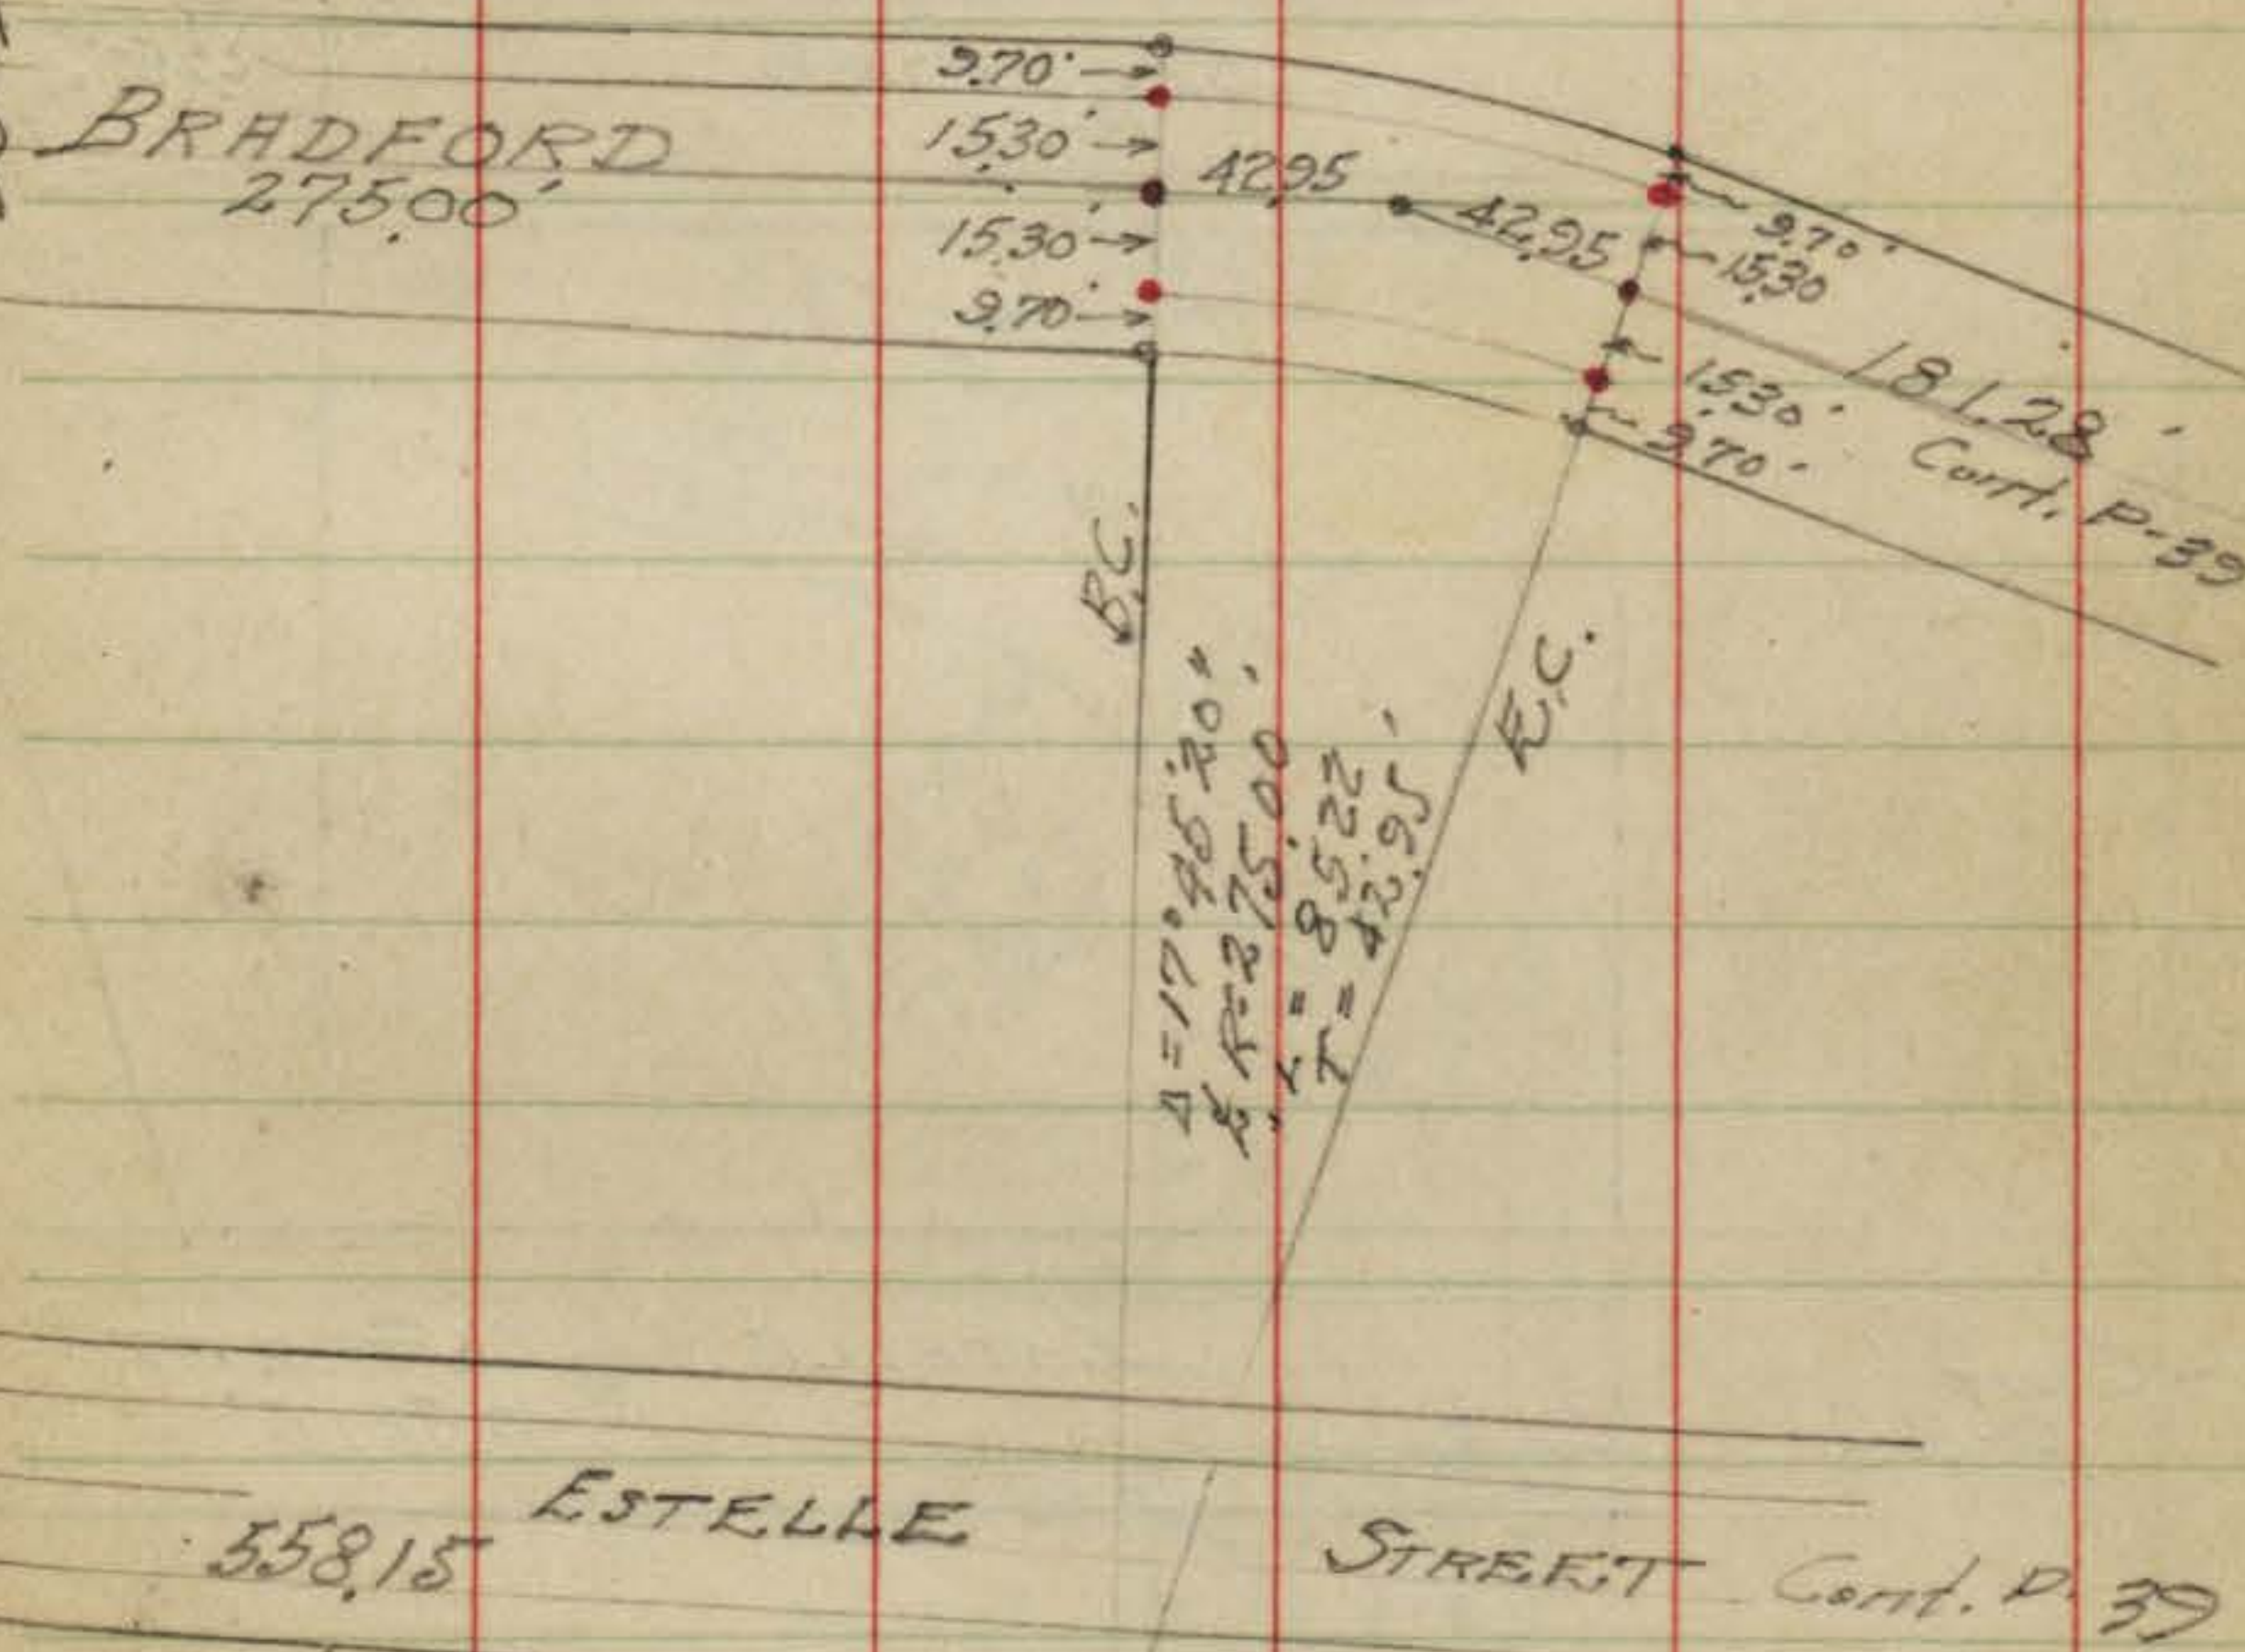 9.70'
BRADFORD
15.30'
275.00'
42.95
15.30'
42.95
9.70'
9.70'
15.30
15.30'
9.70'
181.28'
Cont. P-39
B.C.
E.C.
Δ=17°45'20"
℄ R=275.00'
" L = 85.22
T = 42.95'
ESTELLE
558.15
STREET Cont. P. 39